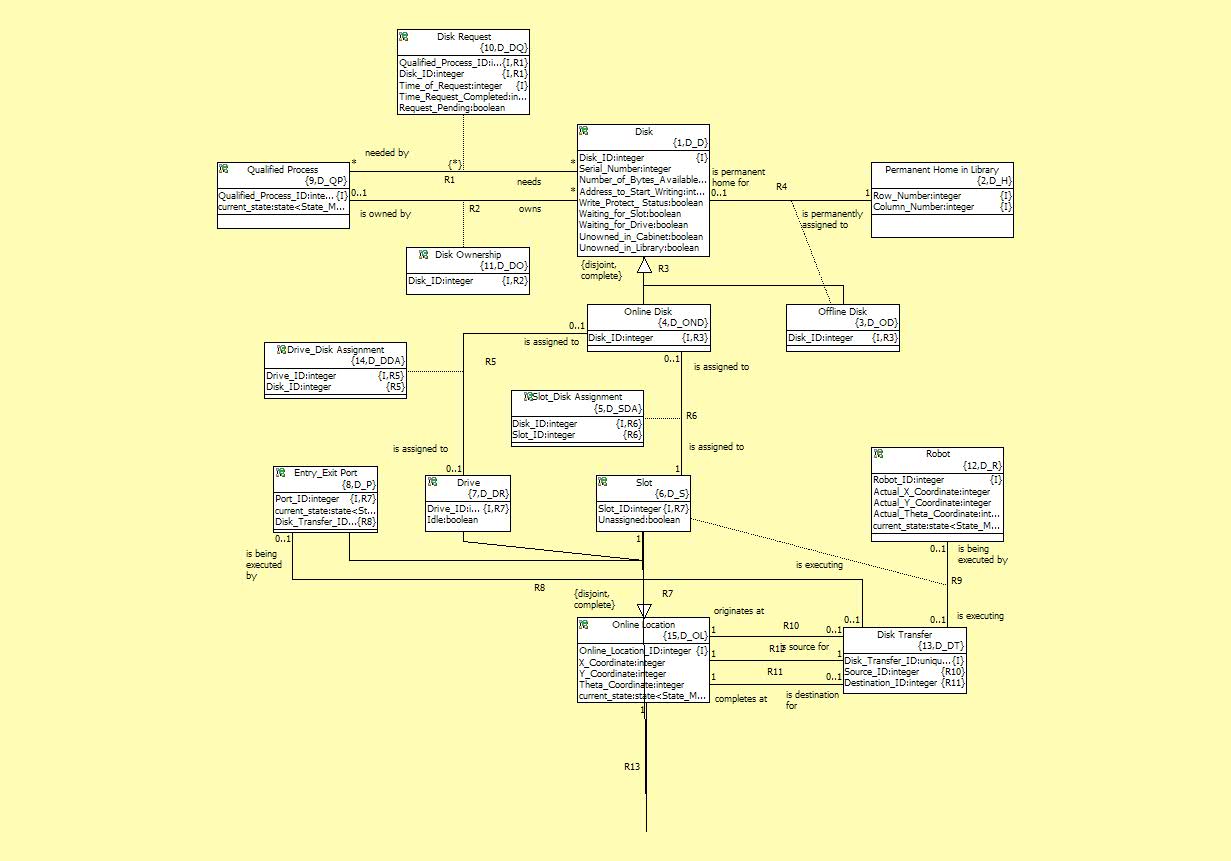 Disk Request
{10,D_DQ}
Qualified_Process_ID:i...{I,R1}
Disk_ID:integer {I,R1}
Time_of_Request:integer {I}
Time_Request_Completed:in...
Request_Pending:boolean
Disk
{1,D_D}
Disk_ID:integer {I}
Serial_Number:integer
Number_of_Bytes_Available...
Address_to_Start_Writing:int...
Write_Protect_ Status:boolean
Waiting_for_Slot:boolean
Waiting_for_Drive:boolean
Unowned_in_Cabinet:boolean
Unowned_in_Library:boolean
needed by
*
{*}
*
R1
needs
Qualified Process
{9,D_QP}
Qualified_Process_ID:inte... {I}
current_state:state<State_M...
0..1
*
is owned by
R2
owns
is permanent
home for
0..1
R4
1
is permanently
assigned to
Permanent Home in Library
{2,D_H}
Row_Number:integer {I}
Column_Number:integer {I}
Disk Ownership
{11,D_DO}
Disk_ID:integer {I,R2}
{disjoint,
complete}
R3
Online Disk
{4,D_OND}
Disk_ID:integer {I,R3}
Offline Disk
{3,D_OD}
Disk_ID:integer {I,R3}
0..1
is assigned to
R5
Drive_Disk Assignment
{14,D_DDA}
Drive_ID:integer {I,R5}
Disk_ID:integer {R5}
0..1
is assigned to
Slot_Disk Assignment
{5,D_SDA}
Disk_ID:integer {I,R6}
Slot_ID:integer {R6}
R6
is assigned to
0..1
is assigned to
1
Entry_Exit Port
{8,D_P}
Port_ID:integer {I,R7}
current_state:state<St...
Disk_Transfer_ID...{R8}
Drive
{7,D_DR}
Drive_ID:i... {I,R7}
Idle:boolean
Slot
{6,D_S}
Slot_ID:integer {I,R7}
Unassigned:boolean
Robot
{12,D_R}
Robot_ID:integer {I}
Actual_X_Coordinate:integer
Actual_Y_Coordinate:integer
Actual_Theta_Coordinate:int...
current_state:state<State_M...
0..1
is being
executed
by
1
is executing
0..1
is being
executed by
R9
is executing
0..1
R8
{disjoint,
complete}
R7
0..1
Online Location
{15,D_OL}
Online_Location_ID:integer {I}
X_Coordinate:integer
Y_Coordinate:integer
Theta_Coordinate:integer
current_state:state<State_M...
originates at
1
R10
0..1
R12
is source for
1
1
R11
1
0..1
completes at
is destination
for
Disk Transfer
{13,D_DT}
Disk_Transfer_ID:uniqu...{I}
Source_ID:integer {R10}
Destination_ID:integer {R11}
1
R13